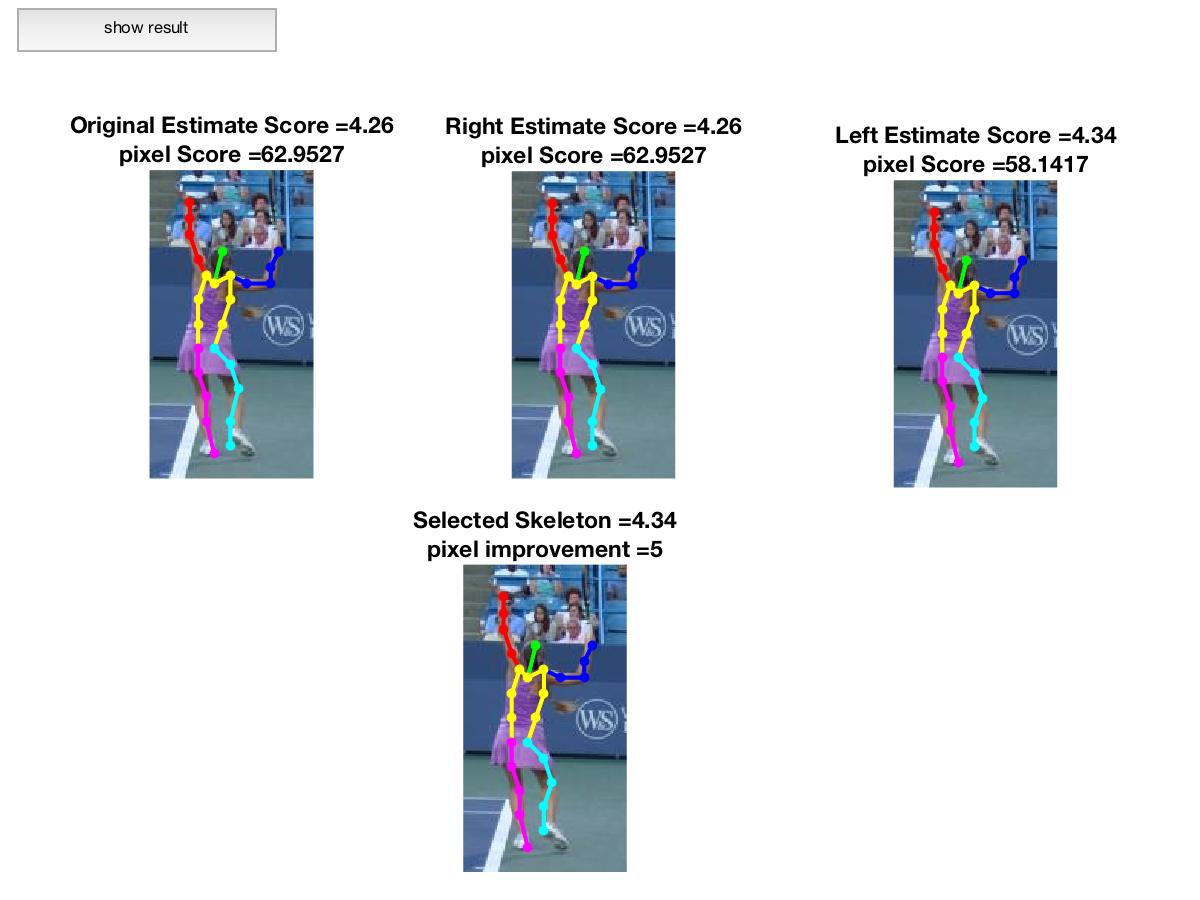 show result
Original Estimate Score =4.26
pixel Score =62.9527
Right Estimate Score =4.26
pixel Score =62.9527
Left Estimate Score =4.34
pixel Score =58.1417
W&S
W&S
W&S
Selected Skeleton =4.34
pixel improvement =5
W&S